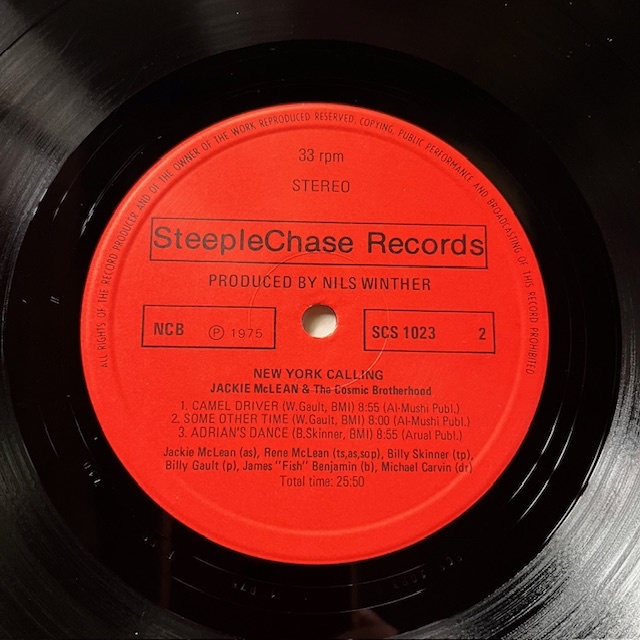 ALL RIGHTS OF THE RECORD PRODUCER AND OF THE OWNER OF THE WORK REPRODUCED RESERVED, COPYING, PUBLIC PERFORMANCE AND BROADCASTING OF THIS RECORD PROHIBITED
33 rpm
STEREO
SteepleChase Records
PRODUCED BY NILS WINTHER
NCB ℗ 1975 SCS 1023 2
NEW YORK CALLING
JACKIE McLEAN & The Cosmic Brotherhood
1. CAMEL DRIVER (W.Gault, BMI) 8:55 (Al-Mushi Publ.)
2. SOME OTHER TIME (W.Gault, BMI) 8:00 (Al-Mushi Publ.)
3. ADRIAN'S DANCE (B.Skinner, BMI) 8:55 (Arual Publ.)
Jackie McLean (as), Rene McLean (ts,as,sop), Billy Skinner (tp),
Billy Gault (p), James "Fish" Benjamin (b), Michael Carvin (dr)
Total time: 25:50